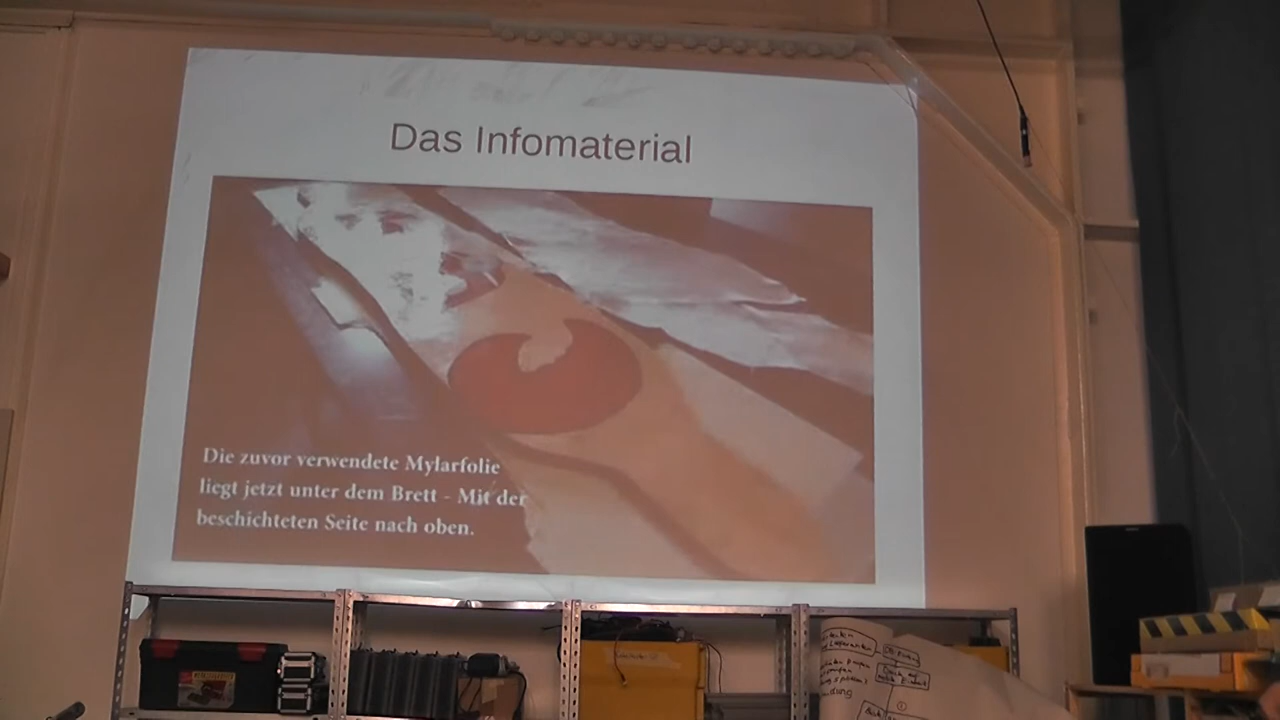 Das Infomaterial
Die zuvor verwendete Mylarfolie
liegt jetzt unter dem Brett - Mit der
beschichteten Seite nach oben.